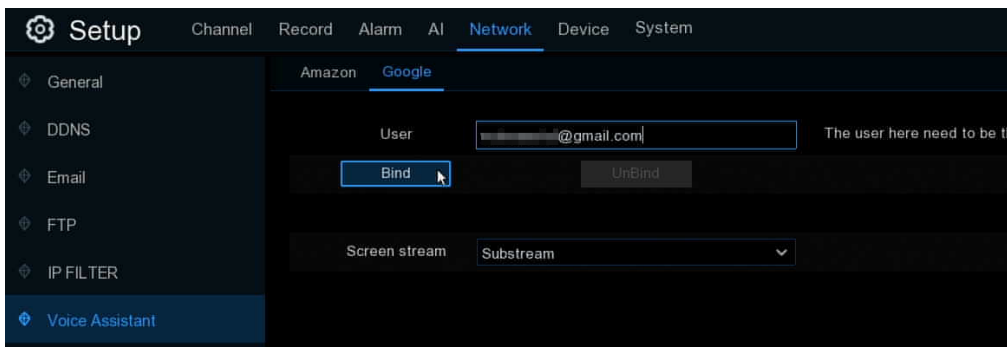 Setup Channel Record Alarm AI Network Device System
Amazon Google
General
DDNS
User @gmail.com The user here need to be
Email
Bind UnBind
FTP
Screen stream Substream
IP FILTER
Voice Assistant